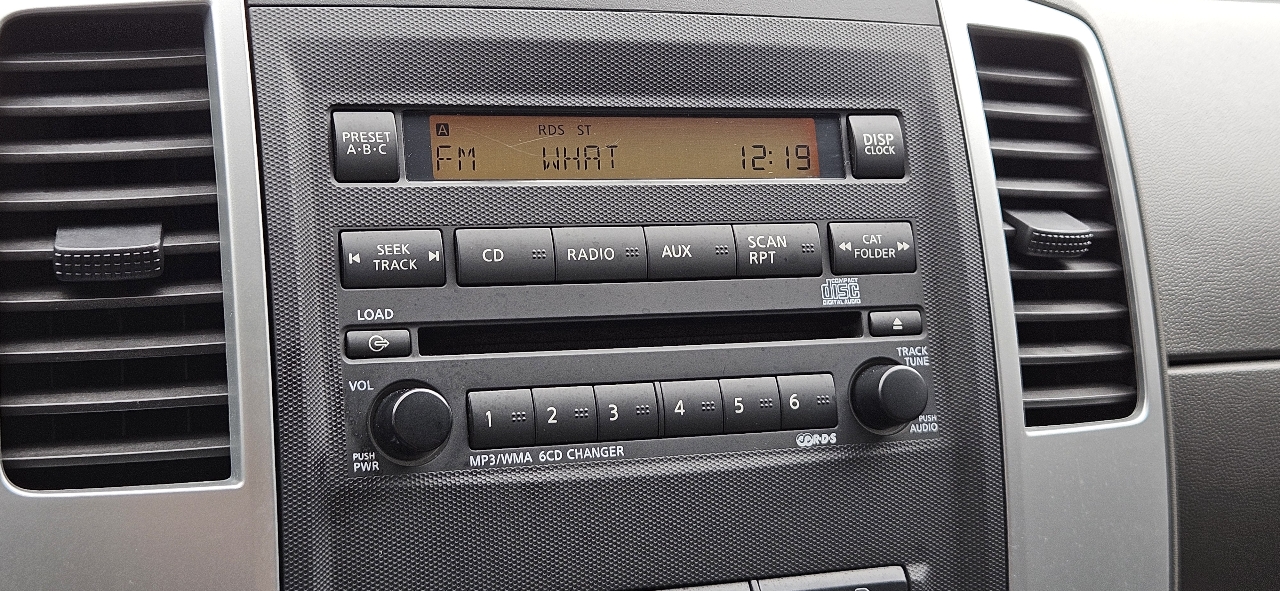 PRESET
A·B·C
A
RDS ST
FM WHAT 12:19
DISP
CLOCK
SEEK
TRACK
CD
RADIO
AUX
SCAN
RPT
CAT
FOLDER
COMPACT
disc
DIGITAL AUDIO
LOAD
VOL
PUSH
PWR
1 2 3 4 5 6
TRACK
TUNE
PUSH
AUDIO
MP3/WMA 6CD CHANGER
R·D·S